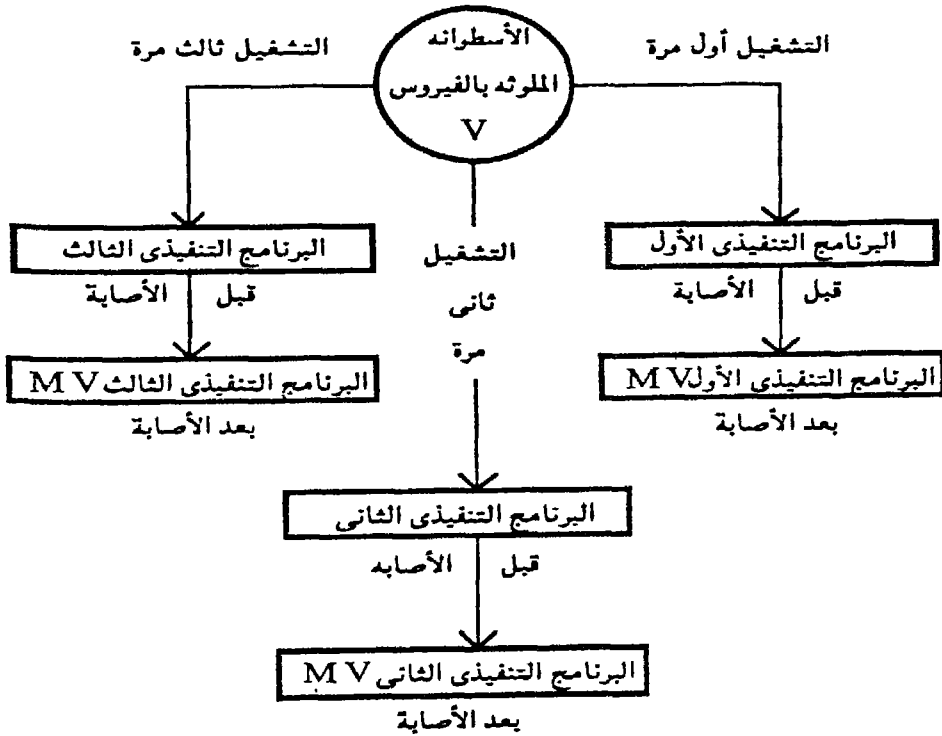 الأسطوانه
الملوثه بالفيروس
V
التشغيل أول مرة
البرنامج التنفيذى الأول
قبل الأصابة
البرنامج التنفيذى الأول M V
بعد الأصابة
التشغيل
ثانى
مرة
البرنامج التنفيذى الثانى
قبل الأصابه
البرنامج التنفيذى الثانى M V
بعد الأصابة
التشغيل ثالث مرة
البرنامج التنفيذى الثالث
قبل الأصابة
البرنامج التنفيذى الثالث M V
بعد الأصابة